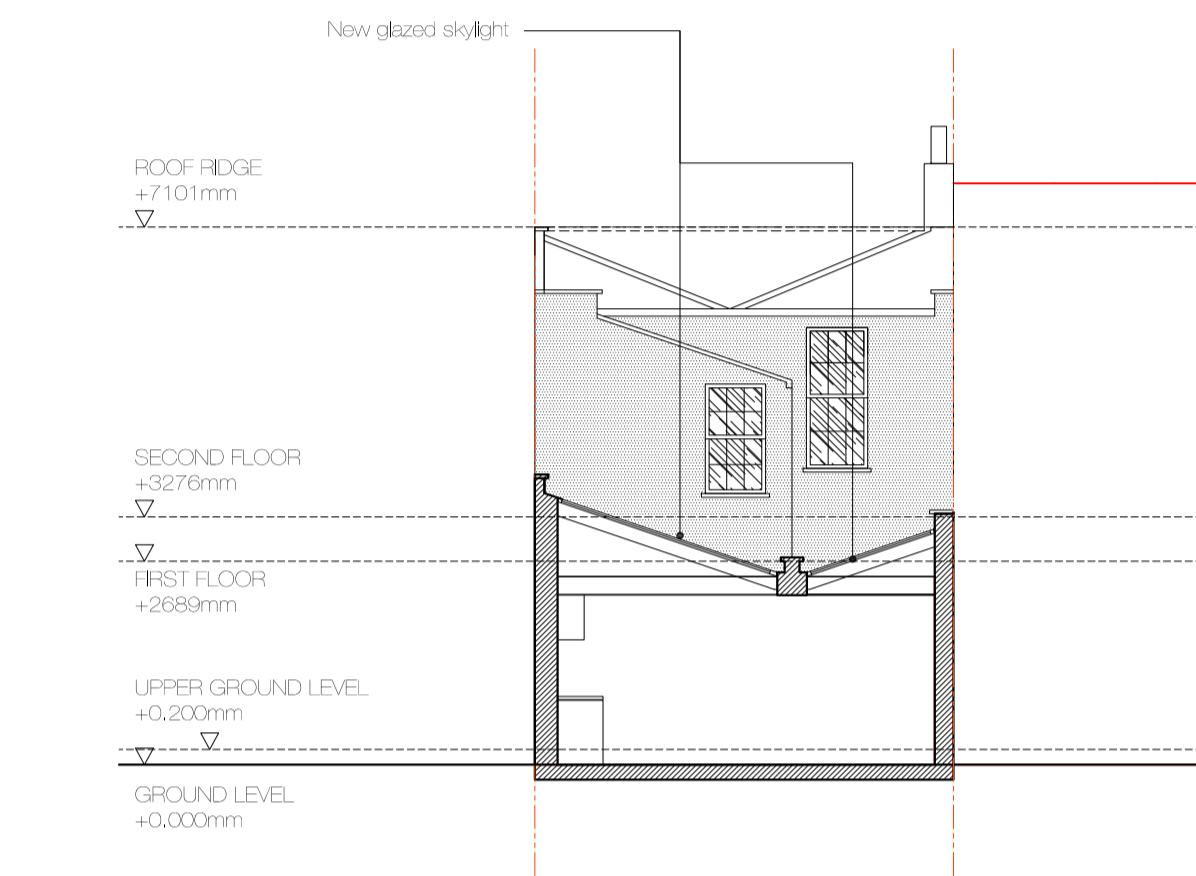 New glazed skylight
ROOF RIDGE
+7101mm
SECOND FLOOR
+3276mm
FIRST FLOOR
+2689mm
UPPER GROUND LEVEL
+0.200mm
GROUND LEVEL
+0.000mm